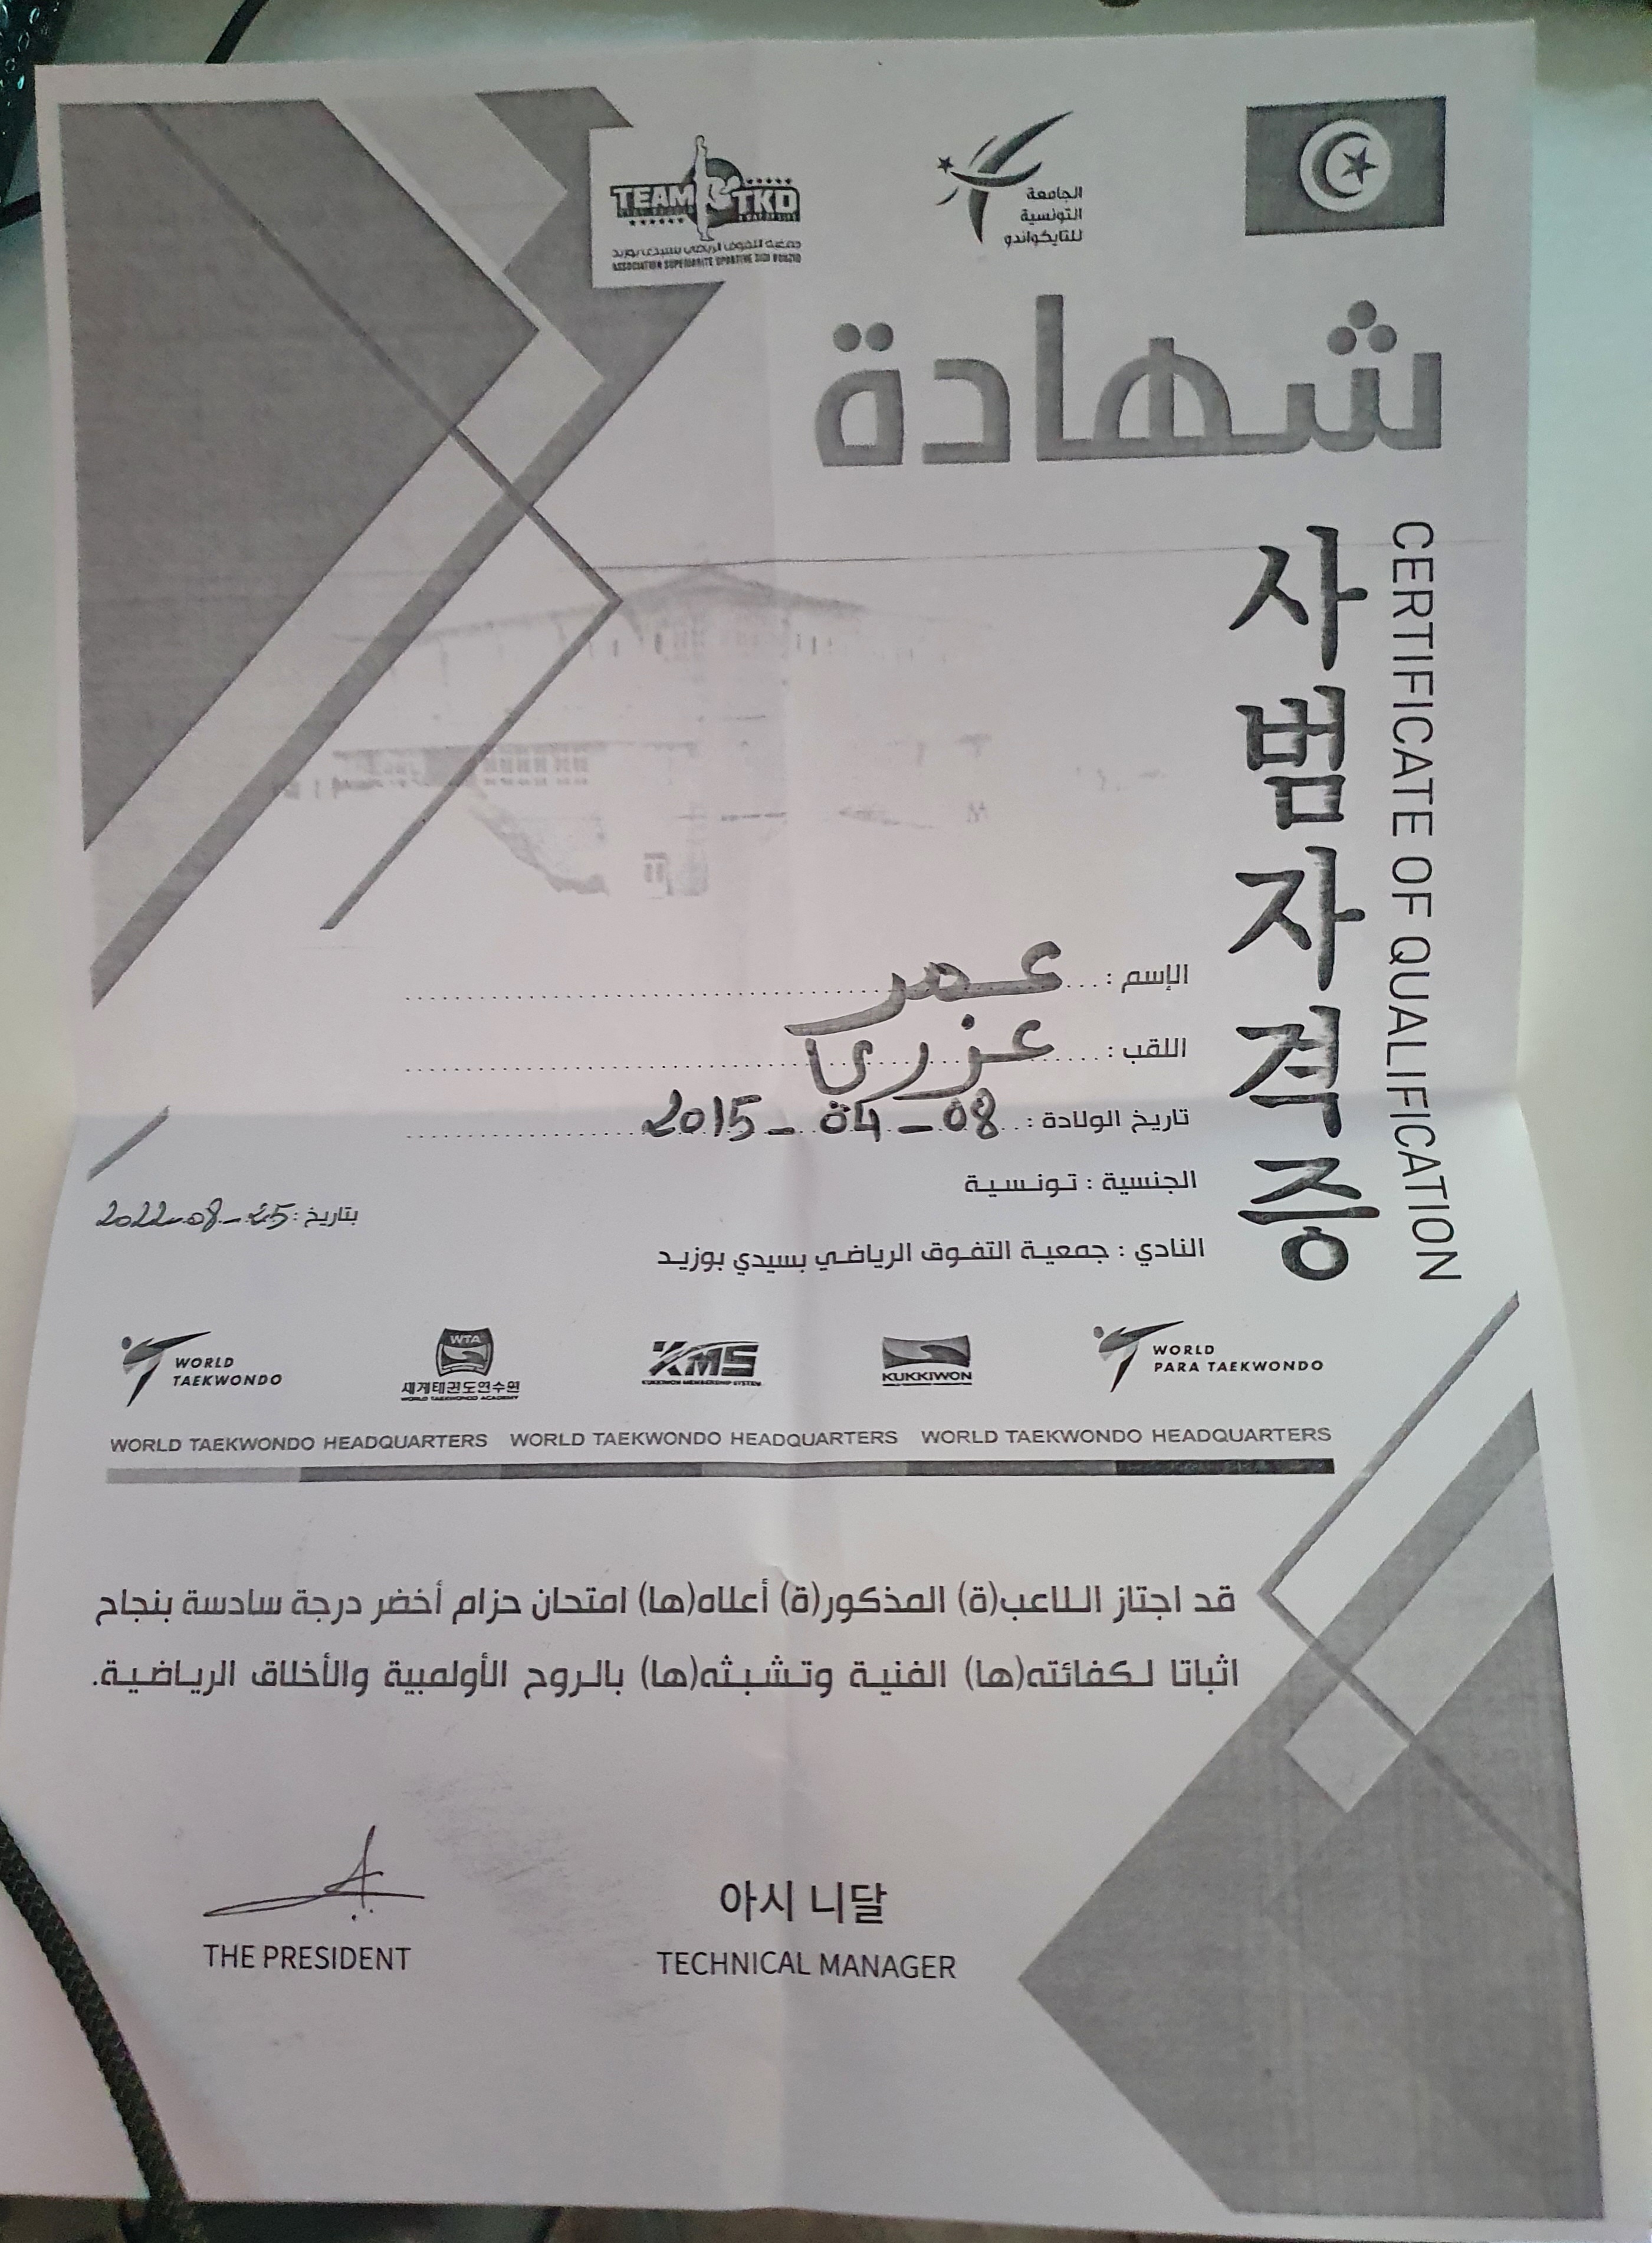 TEAM TKD
جمعية التفوق الرياضي بسيدي بوزيد
ASSOCIATION SUPERIORITE SPORTIVE SIDI BOUZID
الجامعة
التونسية
للتايكواندو
شهادة
사범자격증
CERTIFICATE OF QUALIFICATION
الإسم : عمر
اللقب : عزري
تاريخ الولادة : 08 - 04 - 2015
الجنسية : تونسية
بتاريخ : 25 - 08 - 2022
النادي : جمعية التفوق الرياضي بسيدي بوزيد
WORLD
TAEKWONDO
WTA
세계태권도연수원
WORLD TAEKWONDO ACADEMY
KMS
KUKKIWON MEMBERSHIP SYSTEM
KUKKIWON
WORLD
PARA TAEKWONDO
WORLD TAEKWONDO HEADQUARTERS WORLD TAEKWONDO HEADQUARTERS WORLD TAEKWONDO HEADQUARTERS
قد اجتاز اللاعب(ة) المذكور(ة) أعلاه(ها) امتحان حزام أخضر درجة سادسة بنجاح
اثباتا لكفائته(ها) الفنية وتشبثه(ها) بالروح الأولمبية والأخلاق الرياضية.
아시 니달
THE PRESIDENT
TECHNICAL MANAGER